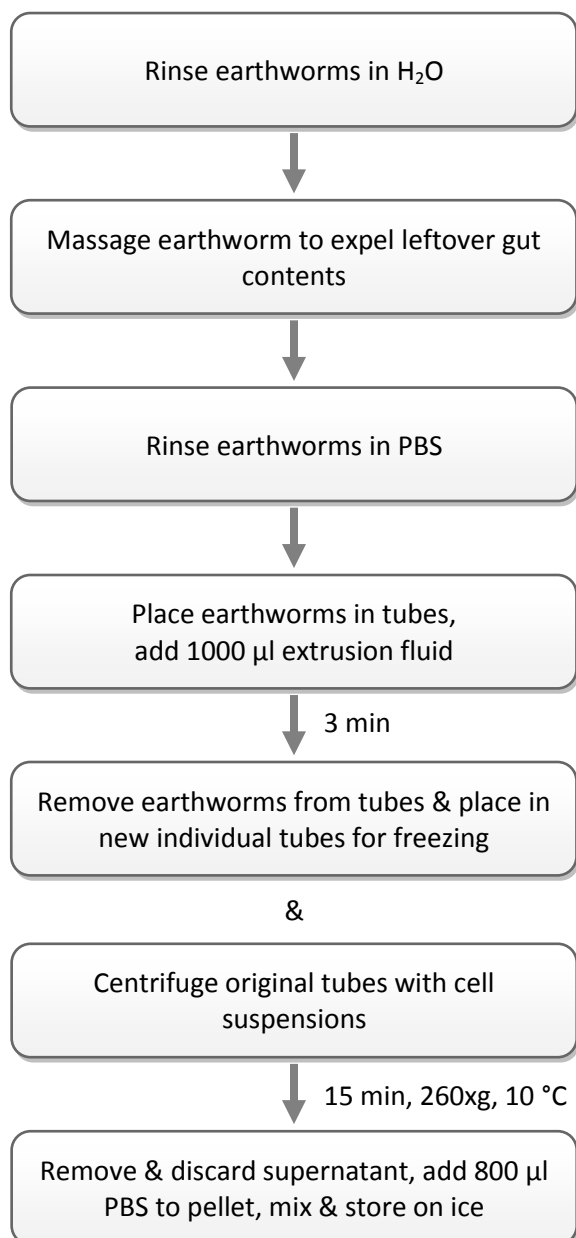 Rinse earthworms in H₂O
Massage earthworm to expel leftover gut
contents
Rinse earthworms in PBS
Place earthworms in tubes,
add 1000 µl extrusion fluid
3 min
Remove earthworms from tubes & place in
new individual tubes for freezing
&
Centrifuge original tubes with cell
suspensions
15 min, 260xg, 10 °C
Remove & discard supernatant, add 800 µl
PBS to pellet, mix & store on ice